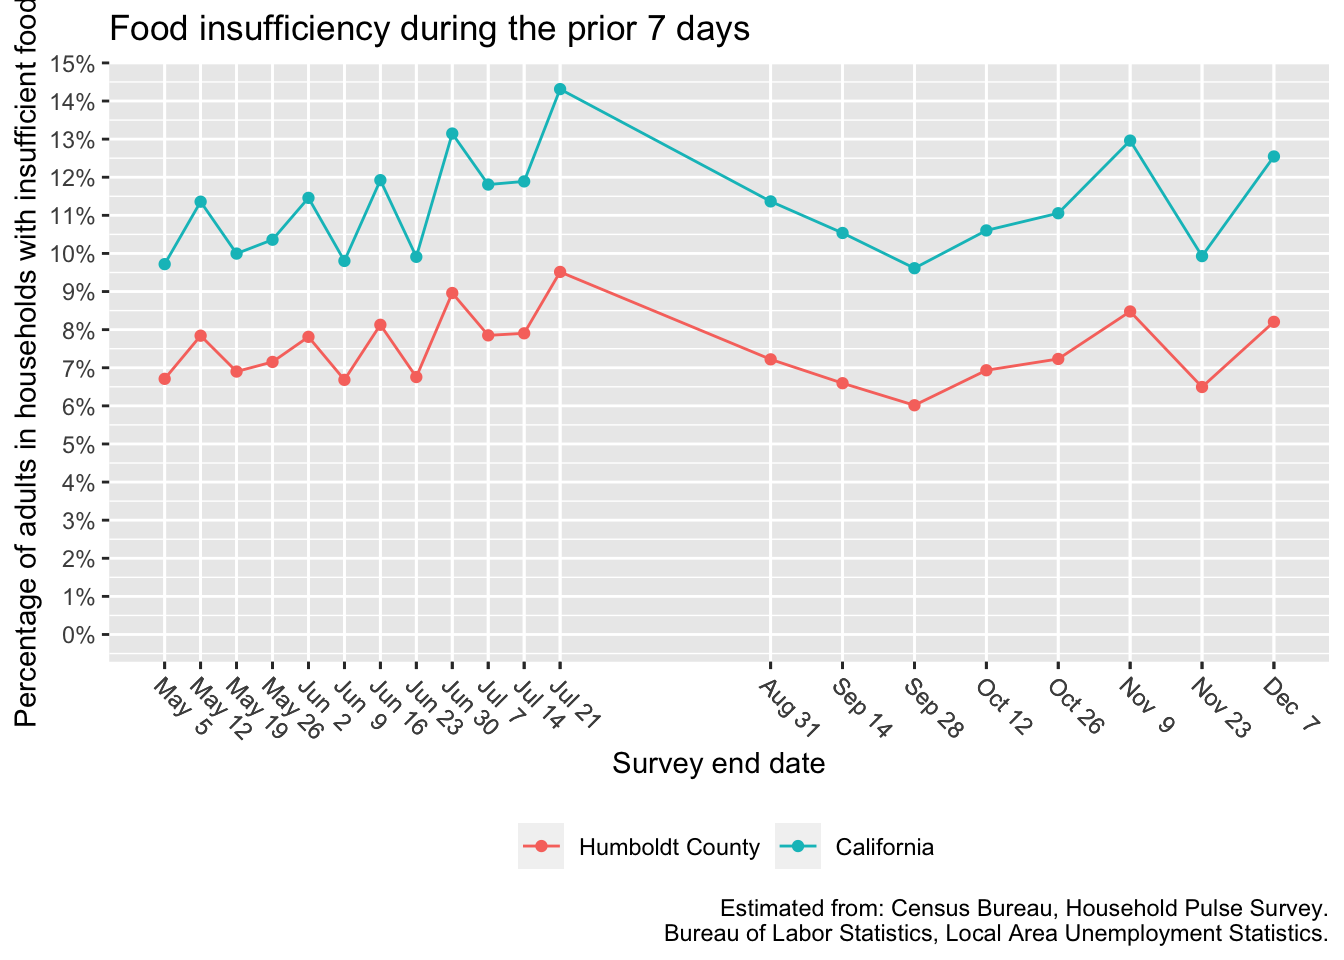 Food insufficiency during the prior 7 days
Percentage of adults in households with insufficient food
15%
14%
13%
12%
11%
10%
9%
8%
7%
6%
5%
4%
3%
2%
1%
0%
May 5
May 12
May 19
May 26
Jun 2
Jun 9
Jun 16
Jun 23
Jun 30
Jul 7
Jul 14
Jul 21
Aug 31
Sep 14
Sep 28
Oct 12
Oct 26
Nov 9
Nov 23
Dec 7
Survey end date
Humboldt County
California
Estimated from: Census Bureau, Household Pulse Survey.
Bureau of Labor Statistics, Local Area Unemployment Statistics.